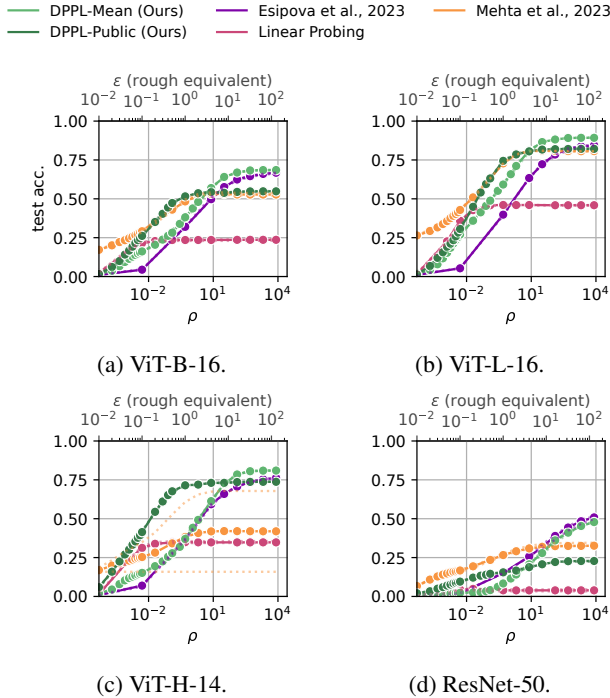 DPPL-Mean (Ours) Esipova et al., 2023 Mehta et al., 2023
DPPL-Public (Ours) Linear Probing
ε (rough equivalent) ε (rough equivalent)
10⁻² 10⁻¹ 10⁰ 10¹ 10² 10⁻² 10⁻¹ 10⁰ 10¹ 10²
1.00 1.00
0.75 0.75
0.50 0.50
0.25 0.25
0.00 0.00
test acc.
10⁻² 10¹ 10⁴ 10⁻² 10¹ 10⁴
ρ ρ
(a) ViT-B-16. (b) ViT-L-16.
ε (rough equivalent) ε (rough equivalent)
10⁻² 10⁻¹ 10⁰ 10¹ 10² 10⁻² 10⁻¹ 10⁰ 10¹ 10²
1.00 1.00
0.75 0.75
0.50 0.50
0.25 0.25
0.00 0.00
10⁻² 10¹ 10⁴ 10⁻² 10¹ 10⁴
ρ ρ
(c) ViT-H-14. (d) ResNet-50.